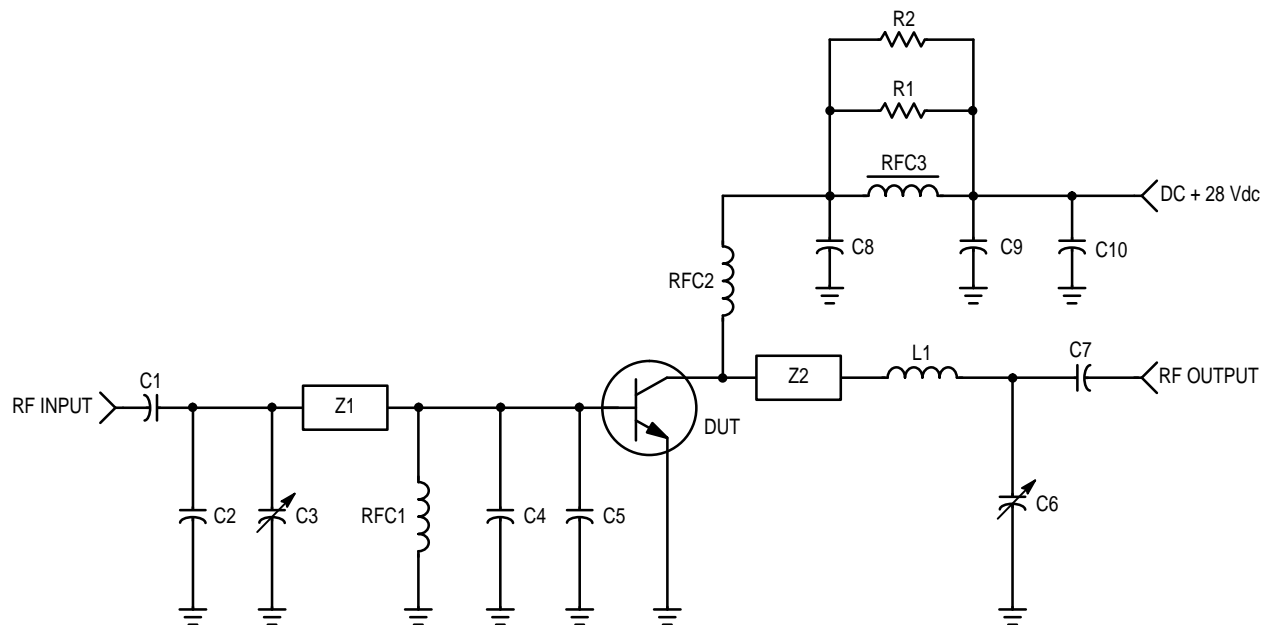 R2
R1
RFC3
DC + 28 Vdc
C8
C9
C10
RFC2
L1
C7
C1
Z2
RF OUTPUT
RF INPUT
Z1
DUT
C2
C3
RFC1
C4
C5
C6